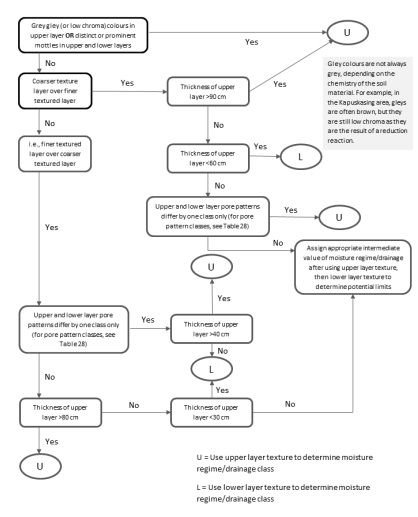 Grey gley (or low chroma) colours in
upper layer OR distinct or prominent
mottles in upper and lower layers
Yes
U
No
Yes
Gley colours are not always
grey, depending on the
chemistry of the soil
material. For example, in
the Kapuskasing area, gleys
are often brown, but they
are still low chroma as they
are the result of a reduction
reaction.
Coarser texture
layer over finer
textured layer
Yes
Thickness of upper
layer >90 cm
No
No
i.e., finer textured
layer over coarser
textured layer
Thickness of upper
layer <60 cm
Yes
L
No
Yes
Upper and lower layer pore patterns
differ by one class only (for pore
pattern classes, see Table 28)
Yes
U
No
Assign appropriate intermediate
value of moisture regime/drainage
after using upper layer texture,
then lower layer texture to
determine potential limits
U
Yes
Upper and lower layer pore
patterns differ by one class only
(for pore pattern classes, see
Table 28)
Yes
Thickness of upper
layer >40 cm
No
L
No
Yes
Thickness of upper
layer >80 cm
No
Thickness of upper
layer <30 cm
No
Yes
U
U = Use upper layer texture to determine moisture
regime/drainage class
L = Use lower layer texture to determine moisture
regime/drainage class